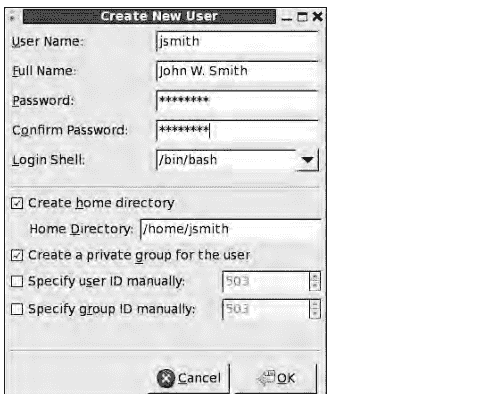 Create New User
User Name: jsmith
Full Name: John W. Smith
Password: ********
Confirm Password: ********
Login Shell: /bin/bash
Create home directory
Home Directory: /home/jsmith
Create a private group for the user
Specify user ID manually: 503
Specify group ID manually: 503
Cancel OK